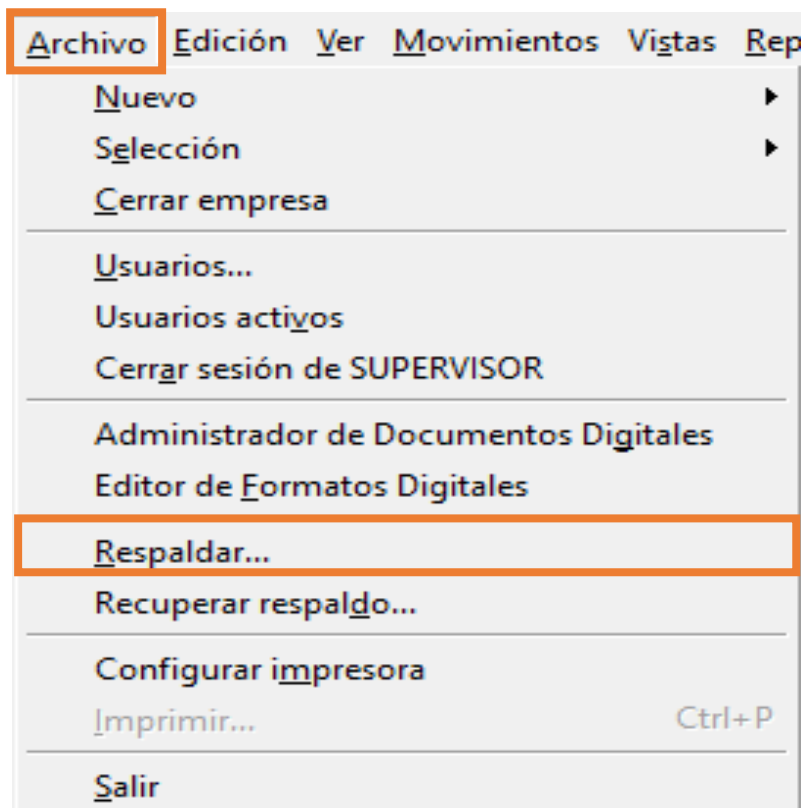 Archivo Edición Ver Movimientos Vistas Rep
Nuevo
Selección
Cerrar empresa
Usuarios...
Usuarios activos
Cerrar sesión de SUPERVISOR
Administrador de Documentos Digitales
Editor de Formatos Digitales
Respaldar...
Recuperar respaldo...
Configurar impresora
Imprimir... Ctrl+P
Salir